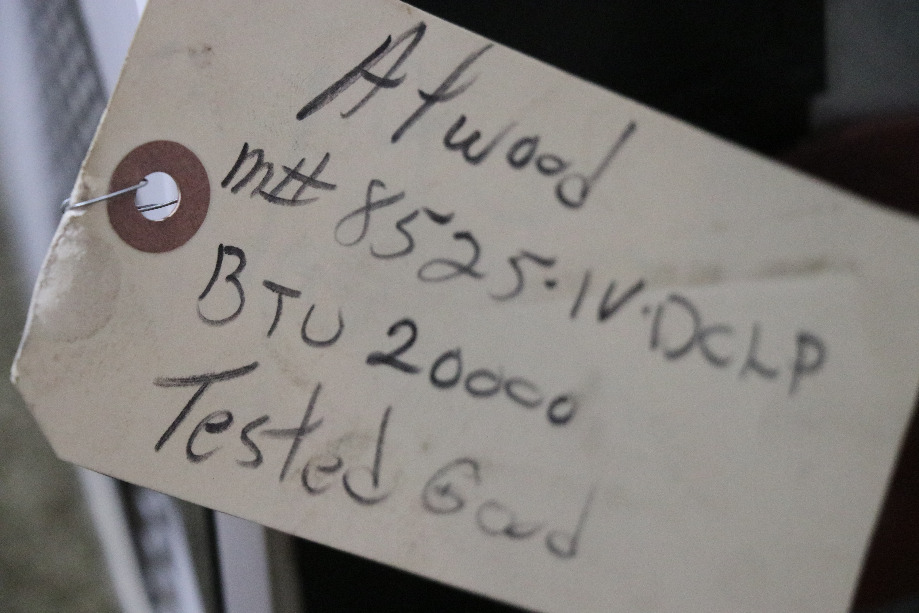 Atwood
M# 8525-IV-DCLP
BTU 20000
Tested Good